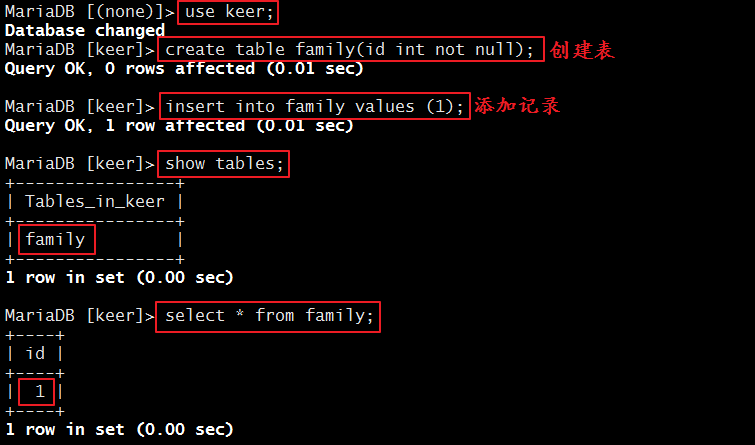 MariaDB [(none)]> use keer;
Database changed
MariaDB [keer]> create table family(id int not null); 创建表
Query OK, 0 rows affected (0.01 sec)
MariaDB [keer]> insert into family values (1); 添加记录
Query OK, 1 row affected (0.01 sec)
MariaDB [keer]> show tables;
+----------------+
| Tables_in_keer |
+----------------+
| family         |
+----------------+
1 row in set (0.00 sec)
MariaDB [keer]> select * from family;
+----+
| id |
+----+
|  1 |
+----+
1 row in set (0.00 sec)